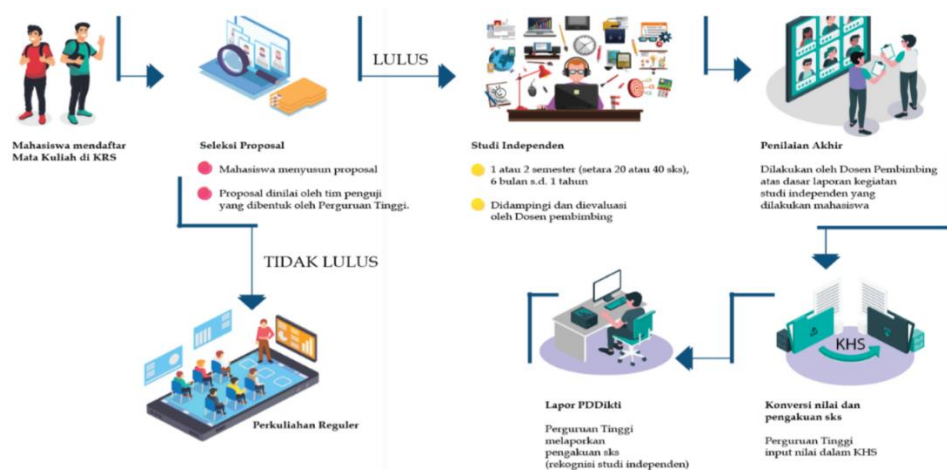 Mahasiswa mendaftar
Mata Kuliah di KRS
Seleksi Proposal
Mahasiswa menyusun proposal
Proposal dinilai oleh tim penguji
yang dibentuk oleh Perguruan Tinggi.
LULUS
Studi Independen
1 atau 2 semester (setara 20 atau 40 sks),
6 bulan s.d. 1 tahun
Didampingi dan dievaluasi
oleh Dosen pembimbing
Penilaian Akhir
Dilakukan oleh Dosen Pembimbing
atas dasar laporan kegiatan
studi independen yang
dilakukan mahasiswa
TIDAK LULUS
Perkuliahan Reguler
KHS
Konversi nilai dan
pengakuan sks
Perguruan Tinggi
input nilai dalam KHS
Lapor PDDikti
Perguruan Tinggi
melaporkan
pengakuan sks
(rekognisi studi independen)